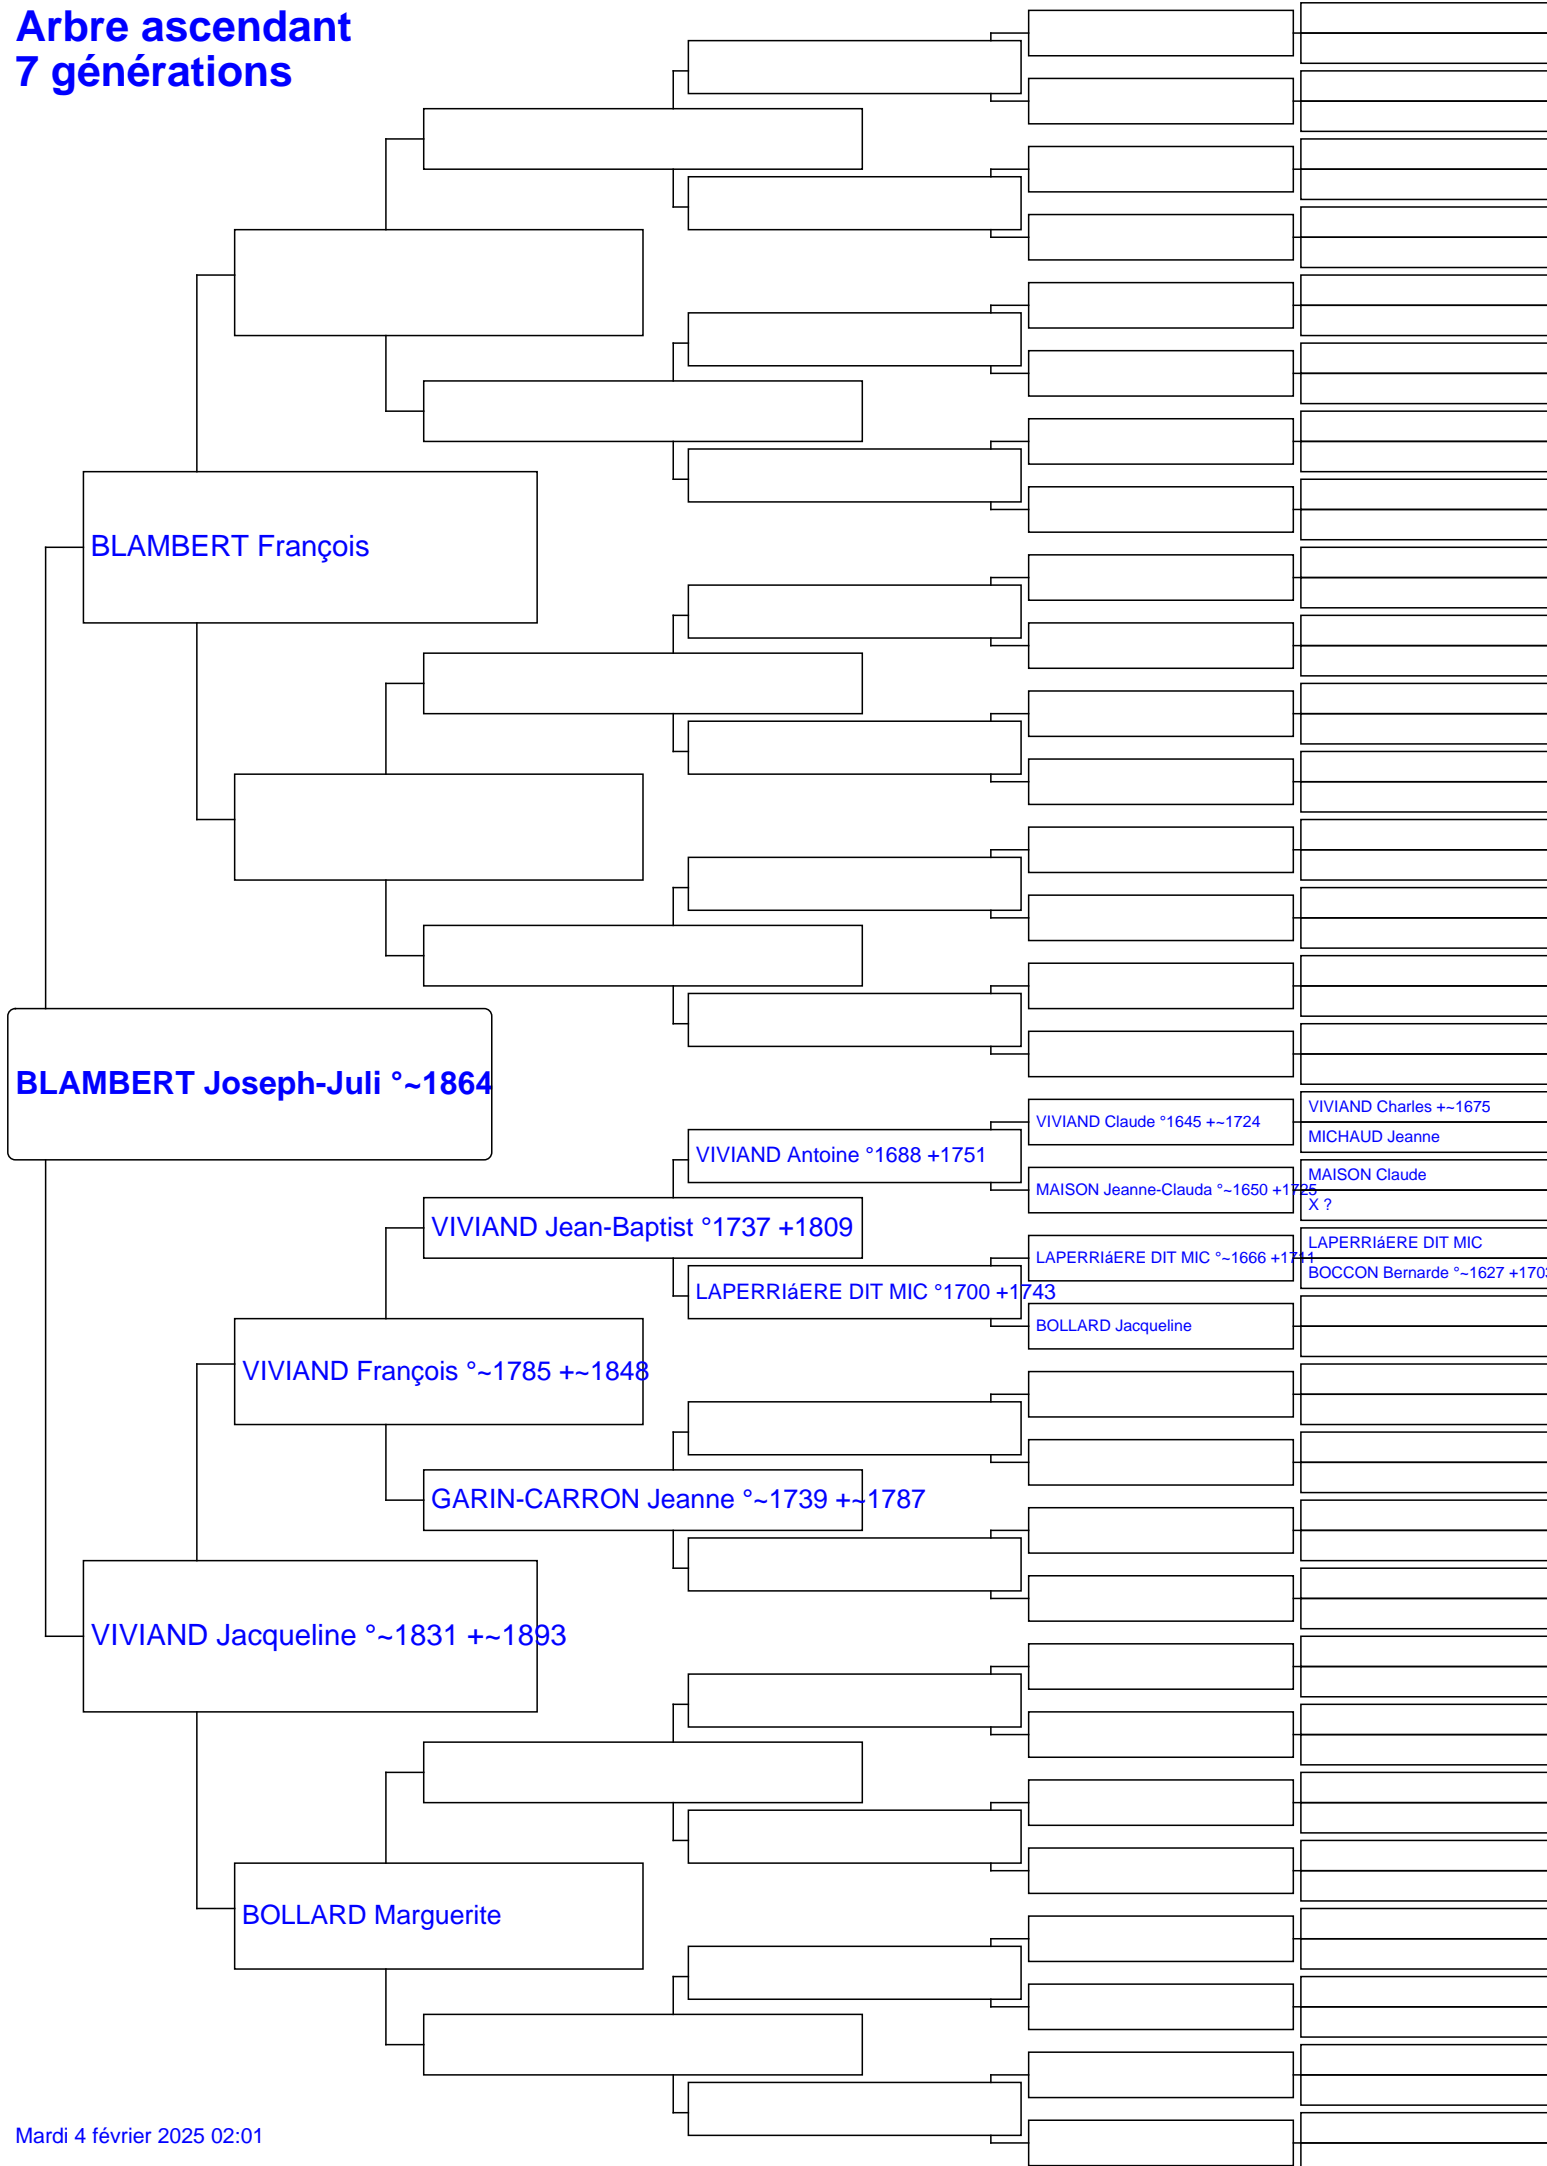 Arbre ascendant
7 générations
BLAMBERT François
BLAMBERT Joseph-Juli °~1864
VIVIAND Claude °1645 +~1724
VIVIAND Charles +~1675
MICHAUD Jeanne
VIVIAND Antoine °1688 +1751
MAISON Jeanne-Clauda °~1650 +1725
MAISON Claude
X ?
VIVIAND Jean-Baptist °1737 +1809
LAPERRIáERE DIT MIC °~1666 +1711
LAPERRIáERE DIT MIC
BOCCON Bernarde °~1627 +1703
LAPERRIáERE DIT MIC °1700 +1743
BOLLARD Jacqueline
VIVIAND François °~1785 +~1848
GARIN-CARRON Jeanne °~1739 +~1787
VIVIAND Jacqueline °~1831 +~1893
BOLLARD Marguerite
Mardi 4 février 2025 02:01